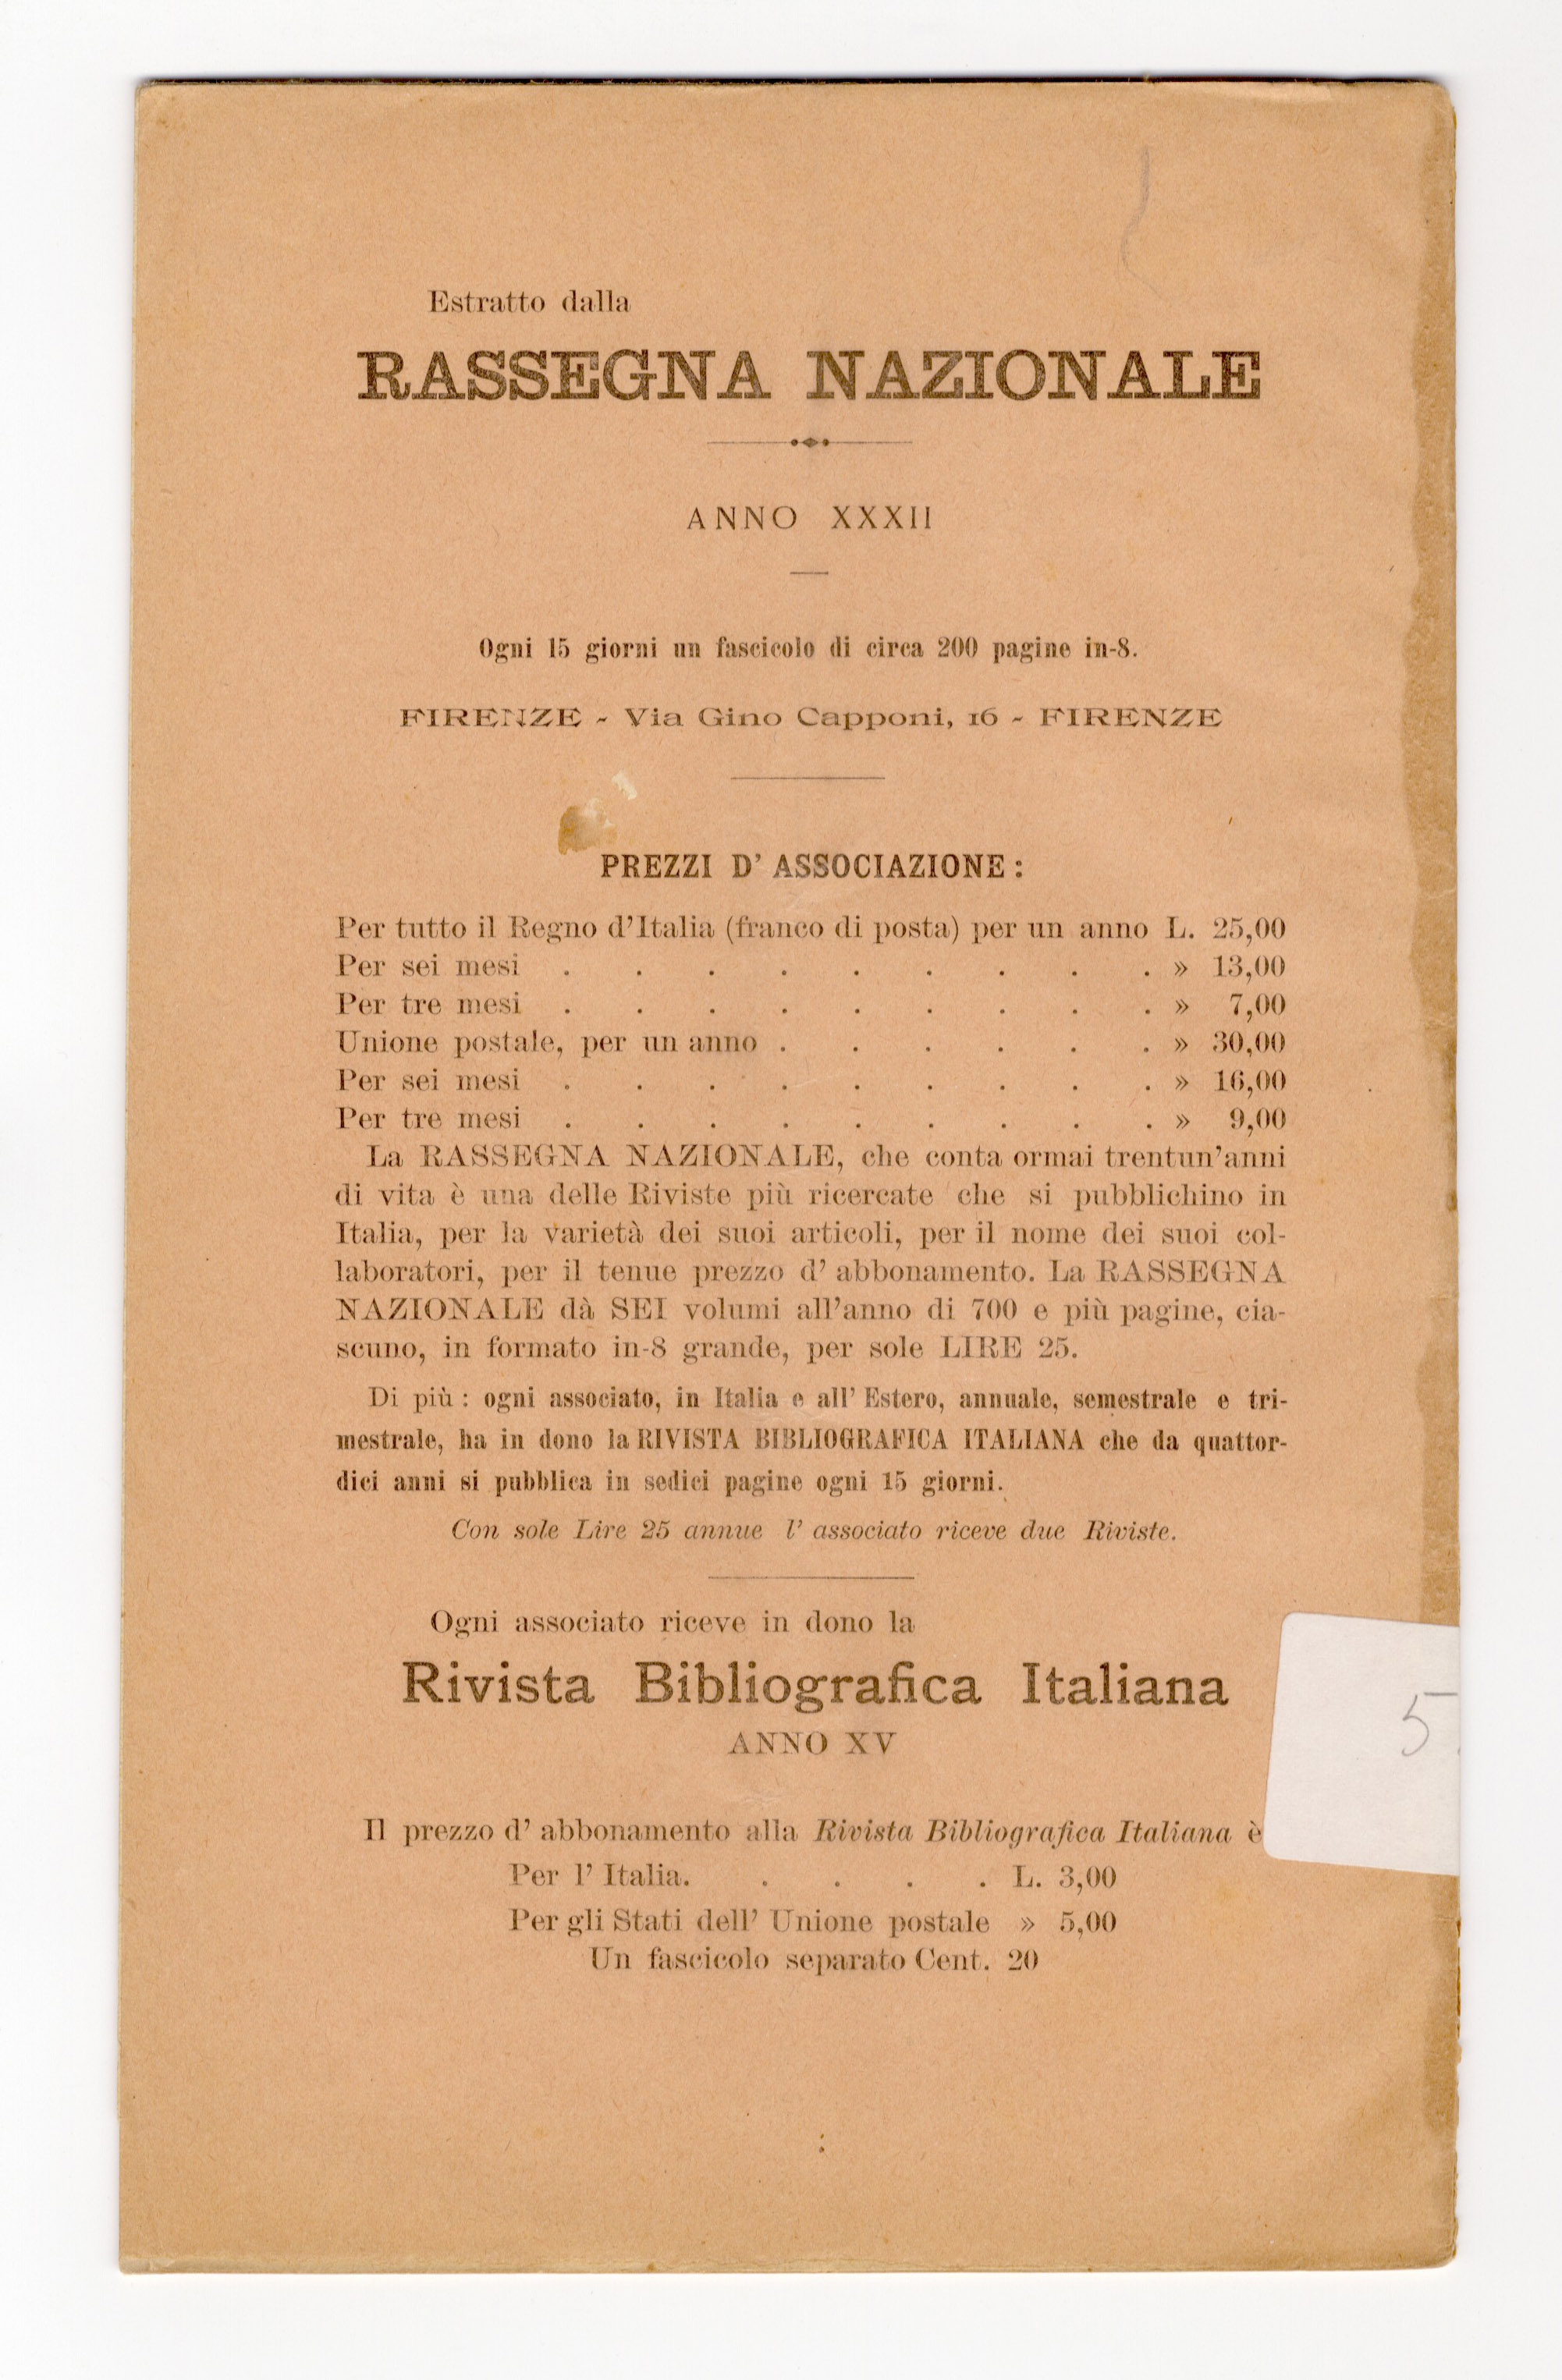 Estratto dalla
RASSEGNA NAZIONALE
ANNO XXXII
Ogni 15 giorni un fascicolo di circa 200 pagine in-8.
FIRENZE - Via Gino Capponi, 16 - FIRENZE
PREZZI D' ASSOCIAZIONE:
Per tutto il Regno d'Italia (franco di posta) per un anno L. 25,00
Per sei mesi . . . . . . . . . » 13,00
Per tre mesi . . . . . . . . . » 7,00
Unione postale, per un anno . . . . . . » 30,00
Per sei mesi . . . . . . . . . » 16,00
Per tre mesi . . . . . . . . . » 9,00
La RASSEGNA NAZIONALE, che conta ormai trentun'anni
di vita è una delle Riviste più ricercate che si pubblichino in
Italia, per la varietà dei suoi articoli, per il nome dei suoi col-
laboratori, per il tenue prezzo d' abbonamento. La RASSEGNA
NAZIONALE dà SEI volumi all'anno di 700 e più pagine, cia-
scuno, in formato in-8 grande, per sole LIRE 25.
Di più : ogni associato, in Italia e all' Estero, annuale, semestrale e tri-
mestrale, ha in dono la RIVISTA BIBLIOGRAFICA ITALIANA che da quattor-
dici anni si pubblica in sedici pagine ogni 15 giorni.
Con sole Lire 25 annue l' associato riceve due Riviste.
Ogni associato riceve in dono la
Rivista Bibliografica Italiana
ANNO XV
5
Il prezzo d' abbonamento alla Rivista Bibliografica Italiana è
Per l' Italia. . . . . L. 3,00
Per gli Stati dell' Unione postale » 5,00
Un fascicolo separato Cent. 20